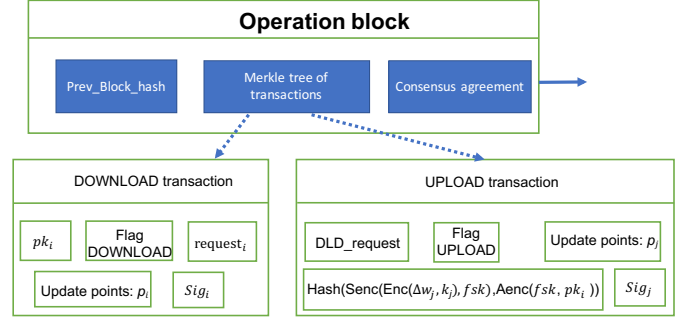 Operation block
Prev_Block_hash
Merkle tree of
transactions
Consensus agreement
DOWNLOAD transaction
pk_i
Flag
DOWNLOAD
request_i
Update points: p_i
Sig_i
UPLOAD transaction
DLD_request
Flag
UPLOAD
Update points: p_j
Hash(Senc(Enc(Δw_j, k_j), fsk),Aenc(fsk, pk_i ))
Sig_j